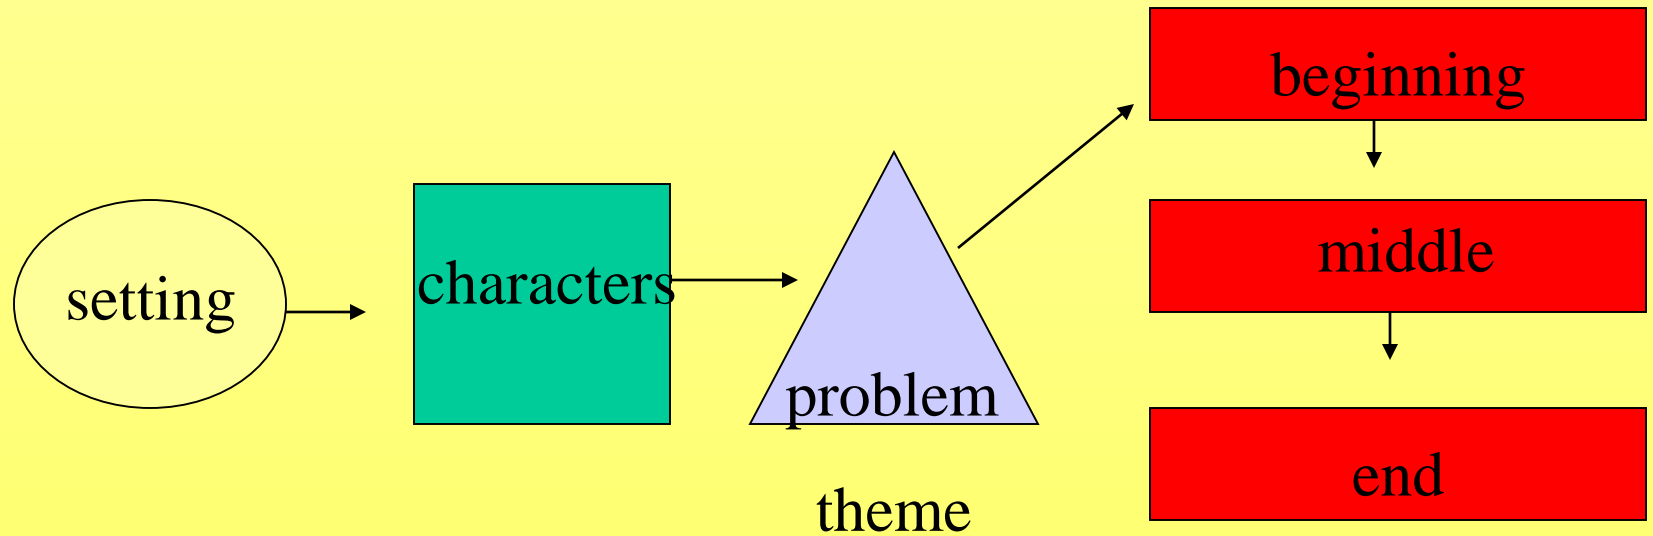 setting
characters
problem
theme
beginning
middle
end